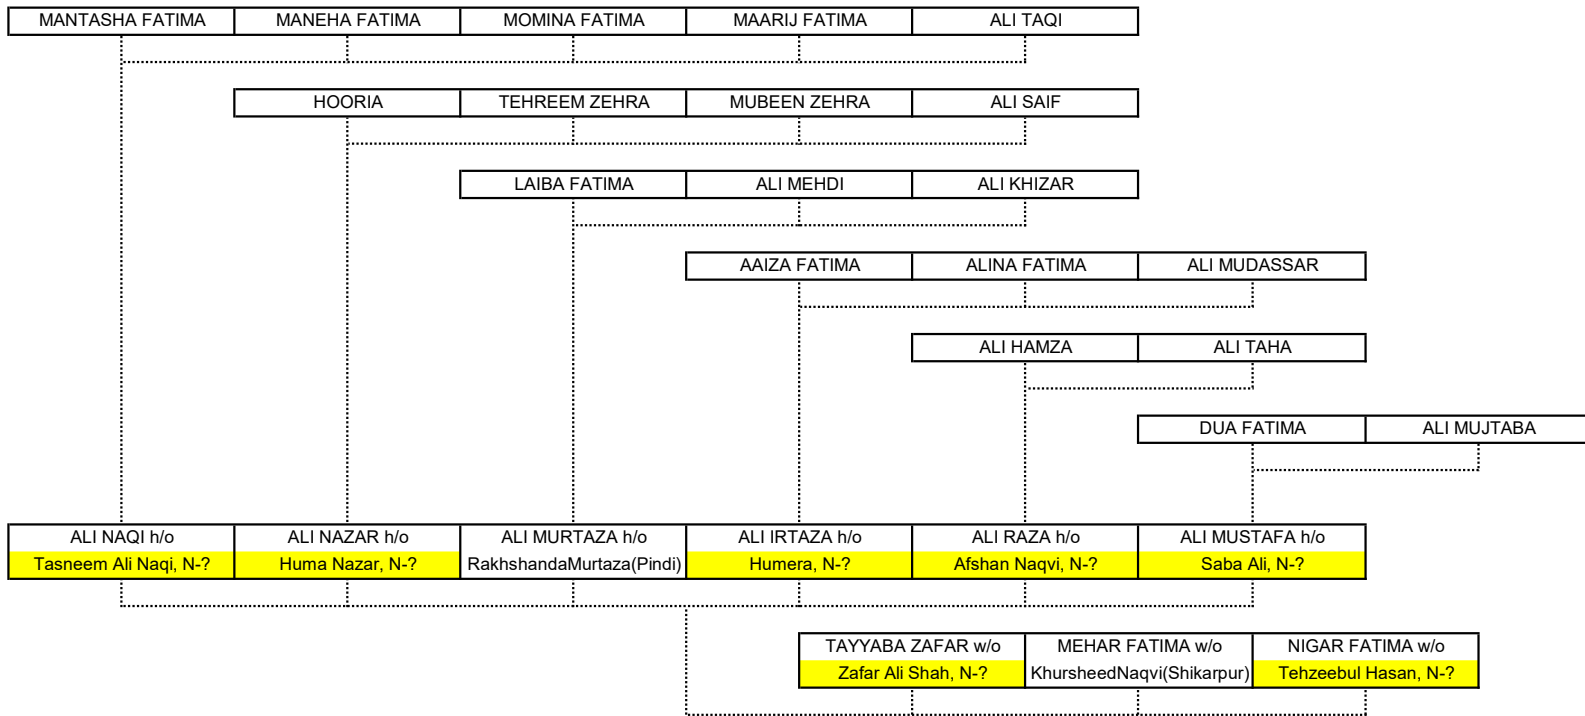 MANTASHA FATIMA MANEHA FATIMA MOMINA FATIMA MAARIJ FATIMA ALI TAQI
HOORIA TEHREEM ZEHRA MUBEEN ZEHRA ALI SAIF
LAIBA FATIMA ALI MEHDI ALI KHIZAR
AAIZA FATIMA ALINA FATIMA ALI MUDASSAR
ALI HAMZA ALI TAHA
DUA FATIMA ALI MUJTABA
ALI NAQI h/o ALI NAZAR h/o ALI MURTAZA h/o ALI IRTAZA h/o ALI RAZA h/o ALI MUSTAFA h/o
Tasneem Ali Naqi, N-? Huma Nazar, N-? RakhshandaMurtaza(Pindi) Humera, N-? Afshan Naqvi, N-? Saba Ali, N-?
TAYYABA ZAFAR w/o MEHAR FATIMA w/o NIGAR FATIMA w/o
Zafar Ali Shah, N-? KhursheedNaqvi(Shikarpur) Tehzeebul Hasan, N-?